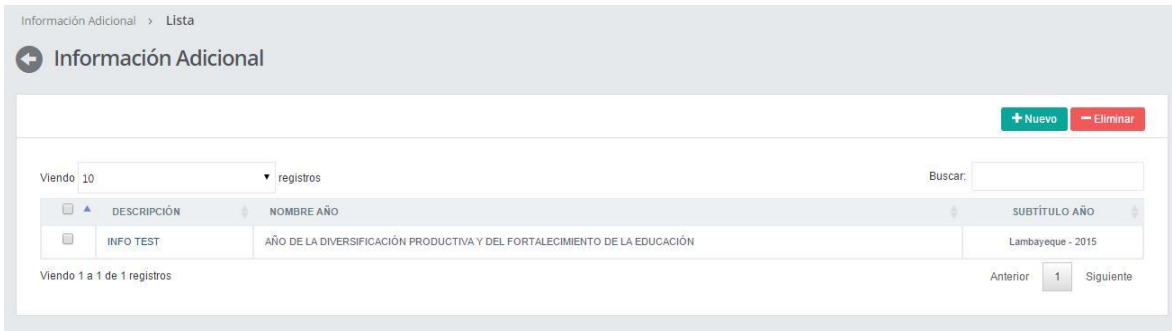 Información Adicional > Lista
Información Adicional
+ Nuevo − Eliminar
Viendo 10 registros Buscar:
DESCRIPCIÓN NOMBRE AÑO SUBTÍTULO AÑO
INFO TEST AÑO DE LA DIVERSIFICACIÓN PRODUCTIVA Y DEL FORTALECIMIENTO DE LA EDUCACIÓN Lambayeque - 2015
Viendo 1 a 1 de 1 registros Anterior 1 Siguiente